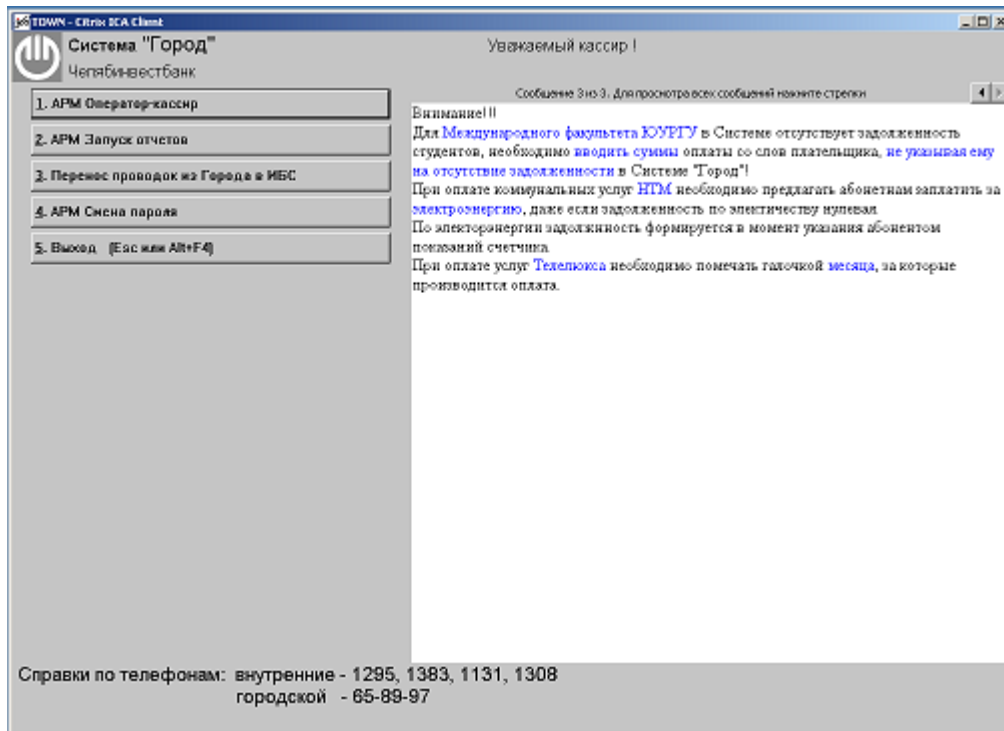 TOWN - Citrix ICA Client
Система "Город"
Челябинвестбанк
Уважаемый кассир !
1. АРМ Оператор-кассир
2. АРМ Запуск отчетов
3. Перенос проводок из Города в ИБС
4. АРМ Смена пароля
5. Выход (Esc или Alt+F4)
Сообщение 3 из 3. Для просмотра всех сообщений нажмите стрелки
Внимание!!!
Для Международного факультета ЮУРГУ в Системе отсутствует задолженность
студентов, необходимо вводить суммы оплаты со слов плательщика, не указывая ему
на отсутствие задолженности в Системе "Город"!
При оплате коммунальных услуг НТМ необходимо предлагать абонетнам заплатить за
электроэнергию, даже если задолженность по электичеству нулевая.
По электорэнергии задолжнность формируется в момент указания абонентом
показаний счетчика.
При оплате услуг Телелюкса необходимо помечать галочкой месяца, за которые
производится оплата.
Справки по телефонам: внутренние - 1295, 1383, 1131, 1308
городской - 65-89-97